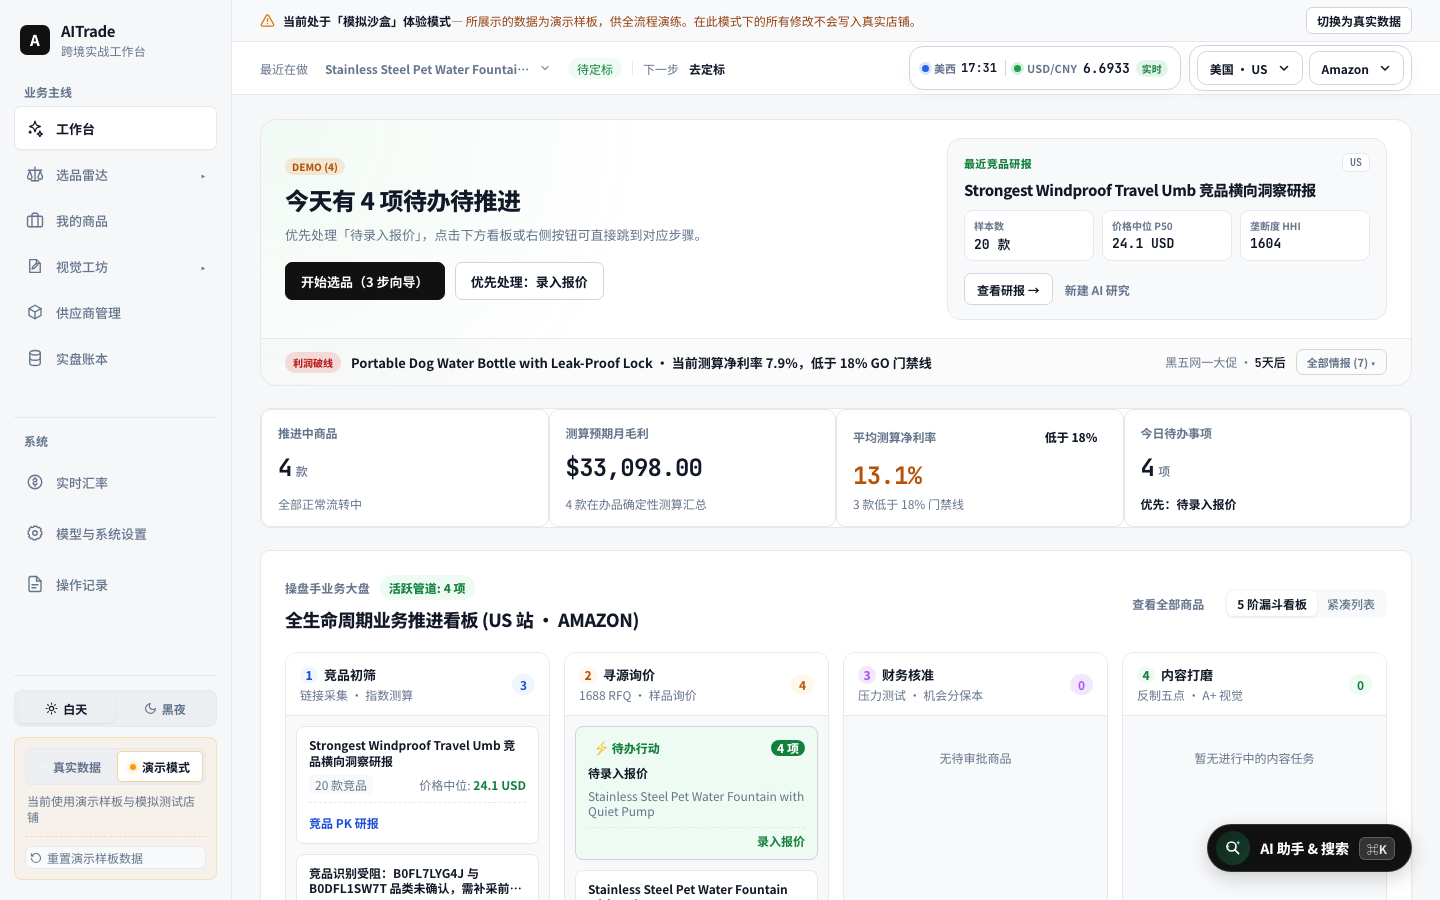 A
AITrade
跨境实战工作台
业务主线
工作台
选品雷达
我的商品
视觉工坊
供应商管理
实盘账本
系统
实时汇率
模型与系统设置
操作记录
白天
黑夜
真实数据
演示模式
当前使用演示样板与模拟测试店铺
重置演示样板数据
当前处于「模拟沙盒」体验模式— 所展示的数据为演示样板，供全流程演练。在此模式下的所有修改不会写入真实店铺。
切换为真实数据
最近在做
Stainless Steel Pet Water Fountai…
待定标
下一步 去定标
美西 17:31
USD/CNY 6.6933 实时
美国 • US
Amazon
DEMO (4)
今天有 4 项待办待推进
优先处理「待录入报价」，点击下方看板或右侧按钮可直接跳到对应步骤。
开始选品（3 步向导）
优先处理：录入报价
最近竞品研报
US
Strongest Windproof Travel Umb 竞品横向洞察研报
样本数
20 款
价格中位 P50
24.1 USD
垄断度 HHI
1604
查看研报 →
新建 AI 研究
利润破线
Portable Dog Water Bottle with Leak-Proof Lock • 当前测算净利率 7.9%，低于 18% GO 门禁线
黑五网一大促 • 5天后
全部情报 (7) •
推进中商品
4 款
全部正常流转中
测算预期月毛利
$33,098.00
4 款在办品确定性测算汇总
平均测算净利率
低于 18%
13.1%
3 款低于 18% 门禁线
今日待办事项
4 项
优先：待录入报价
操盘手业务大盘
活跃管道: 4 项
全生命周期业务推进看板 (US 站 • AMAZON)
查看全部商品
5 阶漏斗看板
紧凑列表
1 竞品初筛
链接采集 • 指数测算
3
Strongest Windproof Travel Umb 竞品横向洞察研报
20 款竞品
价格中位: 24.1 USD
竞品 PK 研报
竞品识别受阻：B0FL7LYG4J 与
B0DFL1SW7T 品类未确认，需补采前…
2 寻源询价
1688 RFQ • 样品询价
4
⚡ 待办行动
4 项
待录入报价
Stainless Steel Pet Water Fountain with
Quiet Pump
录入报价
Stainless Steel Pet Water Fountain
3 财务核准
压力测试 • 机会分保本
0
无待审批商品
4 内容打磨
反制五点 • A+ 视觉
0
暂无进行中的内容任务
AI 助手 & 搜索
⌘K